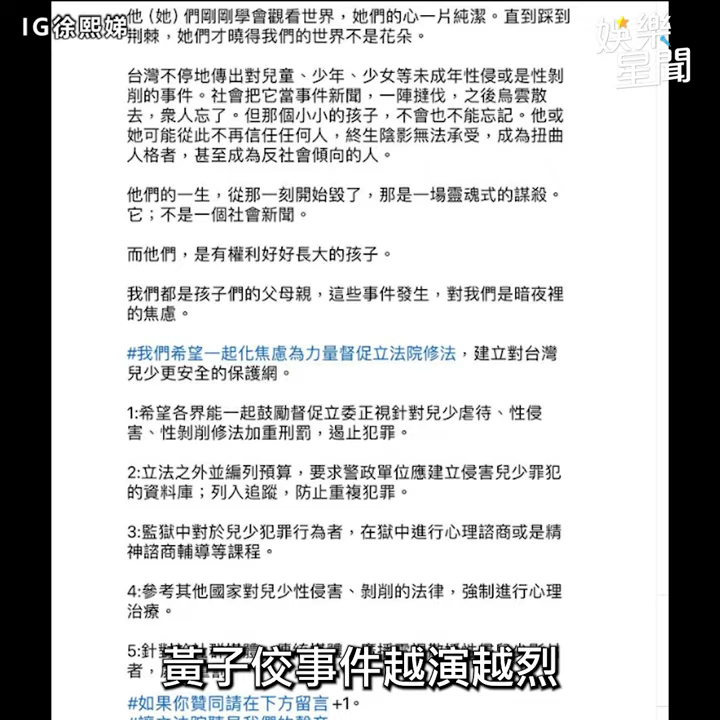 IG徐熙娣
娛樂
星聞
他（她）們剛剛學會觀看世界，她們的心一片純潔。直到踩到
荆棘，她們才曉得我們的世界不是花朵。
台灣不停地傳出對兒童、少年、少女等未成年性侵或是性剝
削的事件。社會把它當事件新聞，一陣撻伐，之後烏雲散
去，衆人忘了。但那個小小的孩子，不會也不能忘記。他或
她可能從此不再信任任何人，終生陰影無法承受，成為扭曲
人格者，甚至成為反社會傾向的人。
他們的一生，從那一刻開始毀了，那是一場靈魂式的謀殺。
它；不是一個社會新聞。
而他們，是有權利好好長大的孩子。
我們都是孩子們的父母親，這些事件發生，對我們是暗夜裡
的焦慮。
#我們希望一起化焦慮為力量督促立法院修法，建立對台灣
兒少更安全的保護網。
1:希望各界能一起鼓勵督促立委正視針對兒少虐待、性侵
害、性剝削修法加重刑罰，遏止犯罪。
2:立法之外並編列預算，要求警政單位應建立侵害兒少罪犯
的資料庫；列入追蹤，防止重複犯罪。
3:監獄中對於兒少犯罪行為者，在獄中進行心理諮商或是精
神諮商輔導等課程。
4:參考其他國家對兒少性侵害、剝削的法律，強制進行心理
治療。
5:針對
者，
黃子佼事件越演越烈
#如果你贊同請在下方留言+1。